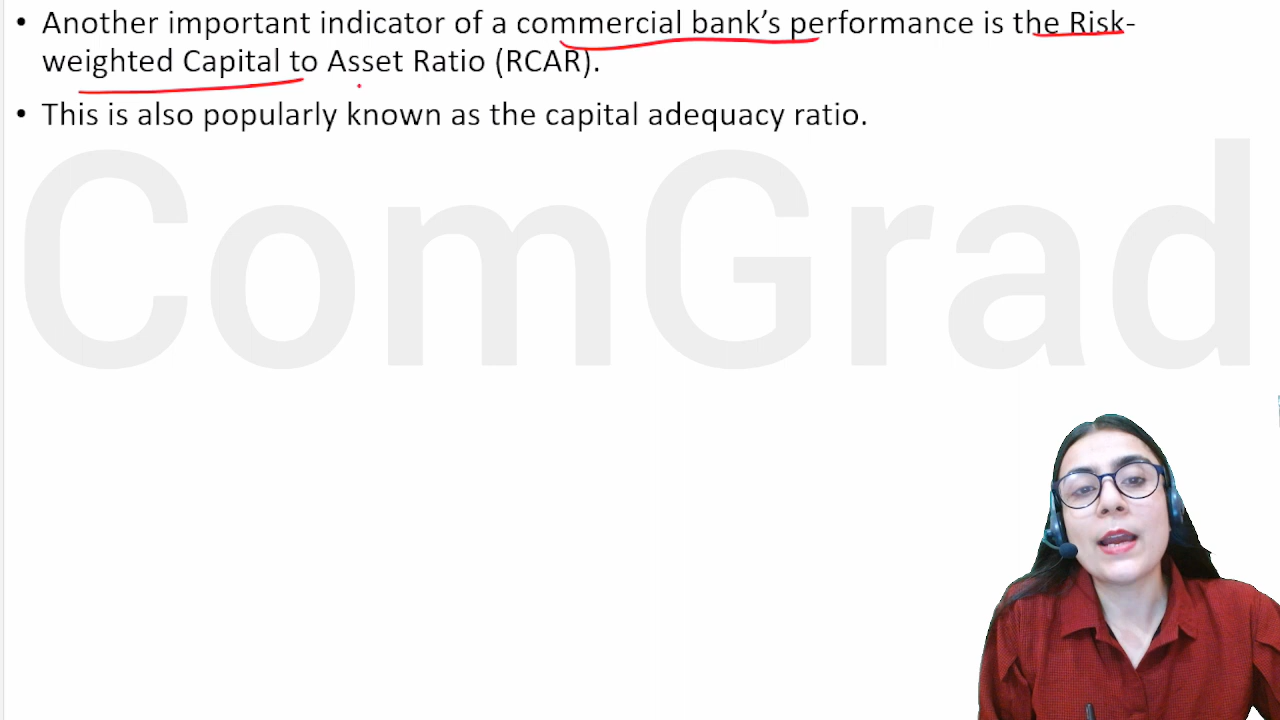 • Another important indicator of a commercial bank’s performance is the Risk-
weighted Capital to Asset Ratio (RCAR).
• This is also popularly known as the capital adequacy ratio.
ComGrad